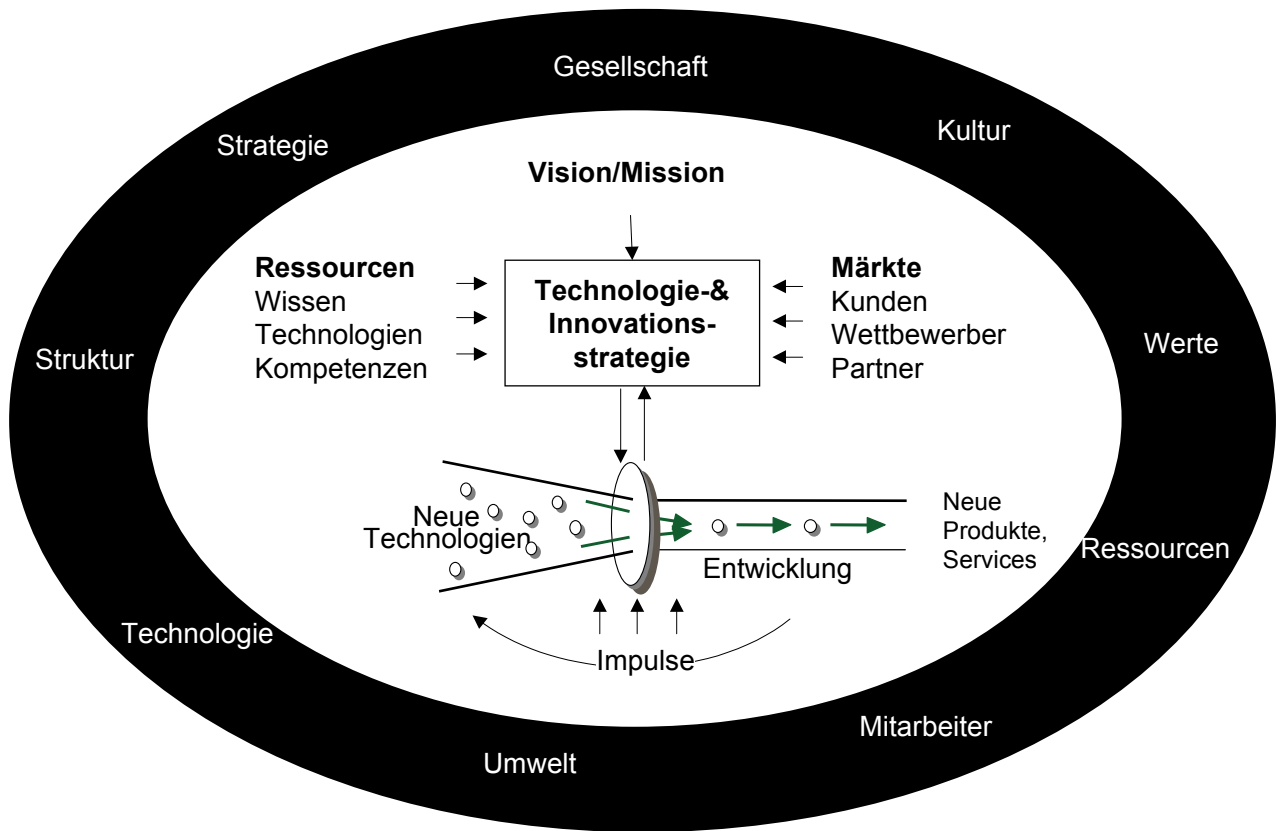 Gesellschaft
Kultur
Strategie
Vision/Mission
Ressourcen
Wissen
Technologien
Kompetenzen
Technologie-&
Innovations-
strategie
Märkte
Kunden
Wettbewerber
Partner
Struktur
Werte
Neue
Technologien
Entwicklung
Neue
Produkte,
Services
Ressourcen
Technologie
Impulse
Mitarbeiter
Umwelt